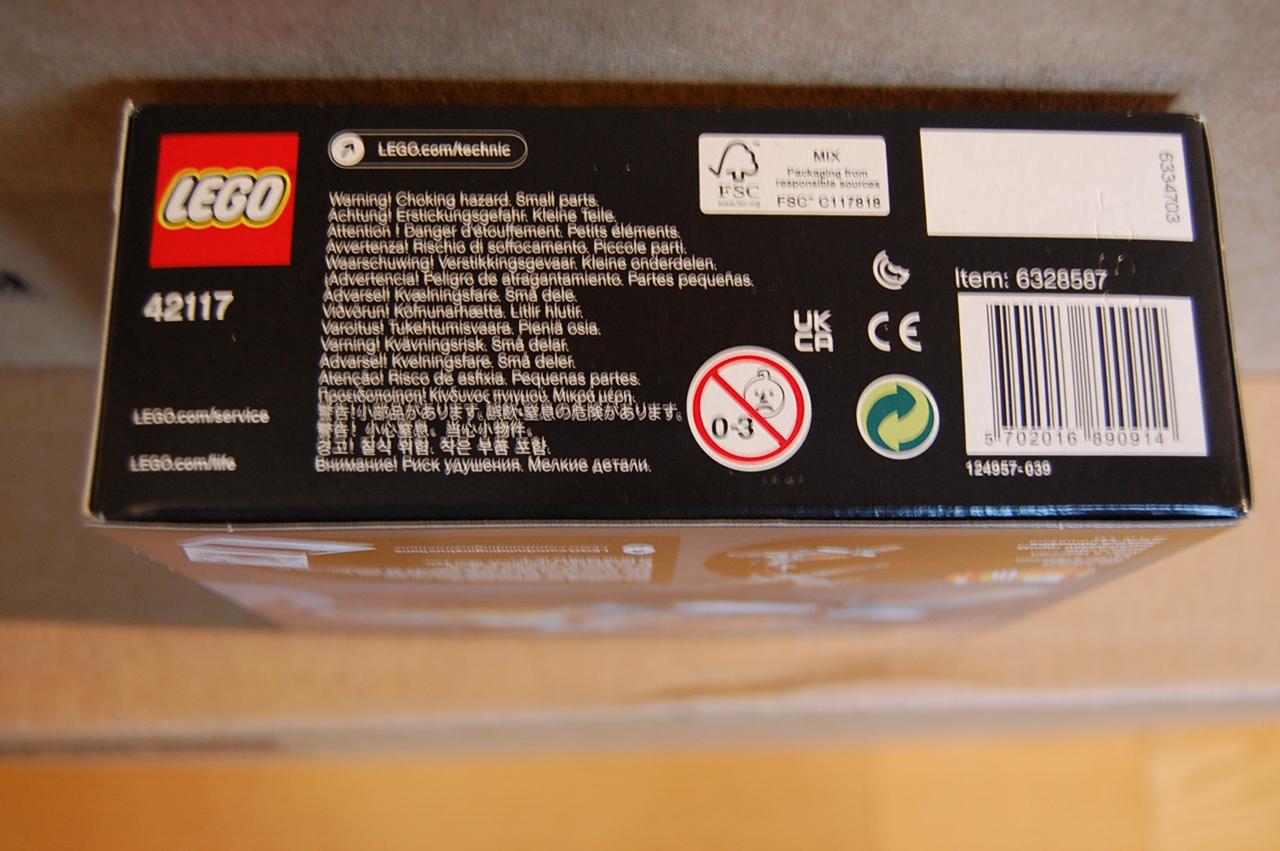 LEGO
42117
LEGO.com/service
LEGO.com/life
LEGO.com/technic
Warning! Choking hazard. Small parts.
Achtung! Erstickungsgefahr. Kleine Teile.
Attention ! Danger d'étouffement. Petits éléments.
Avvertenza! Rischio di soffocamento. Piccole parti.
Waarschuwing! Verstikkingsgevaar. Kleine onderdelen.
¡Advertencia! Peligro de atragantamiento. Partes pequeñas.
Advarsel! Kvælningsfare. Små dele.
Viðvörun! Köfnunarhætta. Litlir hlutir.
Varoitus! Tukehtumisvaara. Pieniä osia.
Varning! Kvävningsrisk. Små delar.
Advarsel! Kvelningsfare. Små deler.
Atenção! Risco de asfixia. Pequenas partes.
Προειδοποίηση! Κίνδυνος πνιγμού. Μικρά μέρη.
警告!小部品があります。誤飲・窒息の危険があります。
警告！小心窒息。当心小物件。
경고! 질식 위험. 작은 부품 포함.
Внимание! Риск удушения. Мелкие детали.
FSC
www.fsc.org
MIX
Packaging from
responsible sources
FSC™ C117818
UK
CA
CE
0-3
6334703
Item: 6328587
5 702016 890914
124957-039